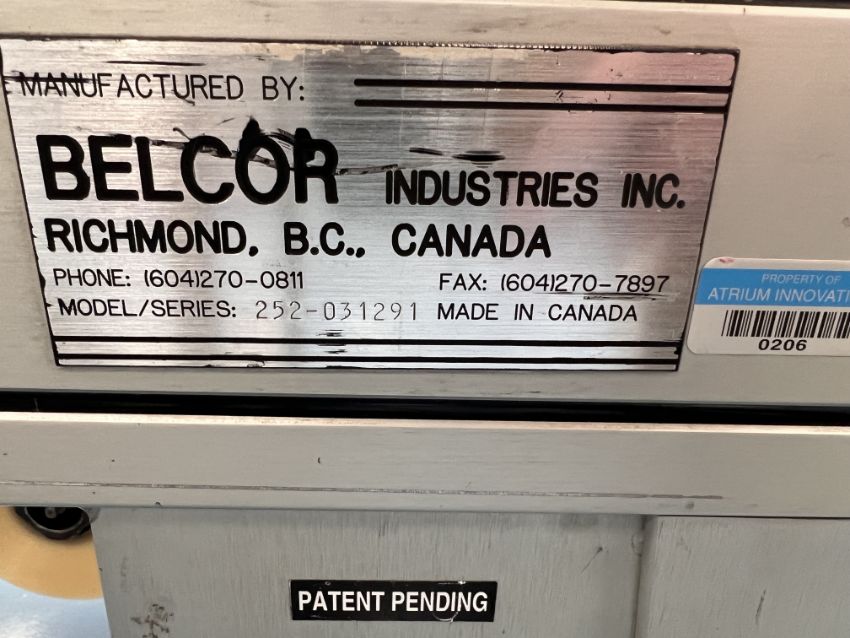 MANUFACTURED BY:
BELCOR INDUSTRIES INC.
RICHMOND, B.C., CANADA
PHONE: (604)270-0811 FAX: (604)270-7897
MODEL/SERIES: 252-031291 MADE IN CANADA
PROPERTY OF
ATRIUM INNOVATI
0206
PATENT PENDING